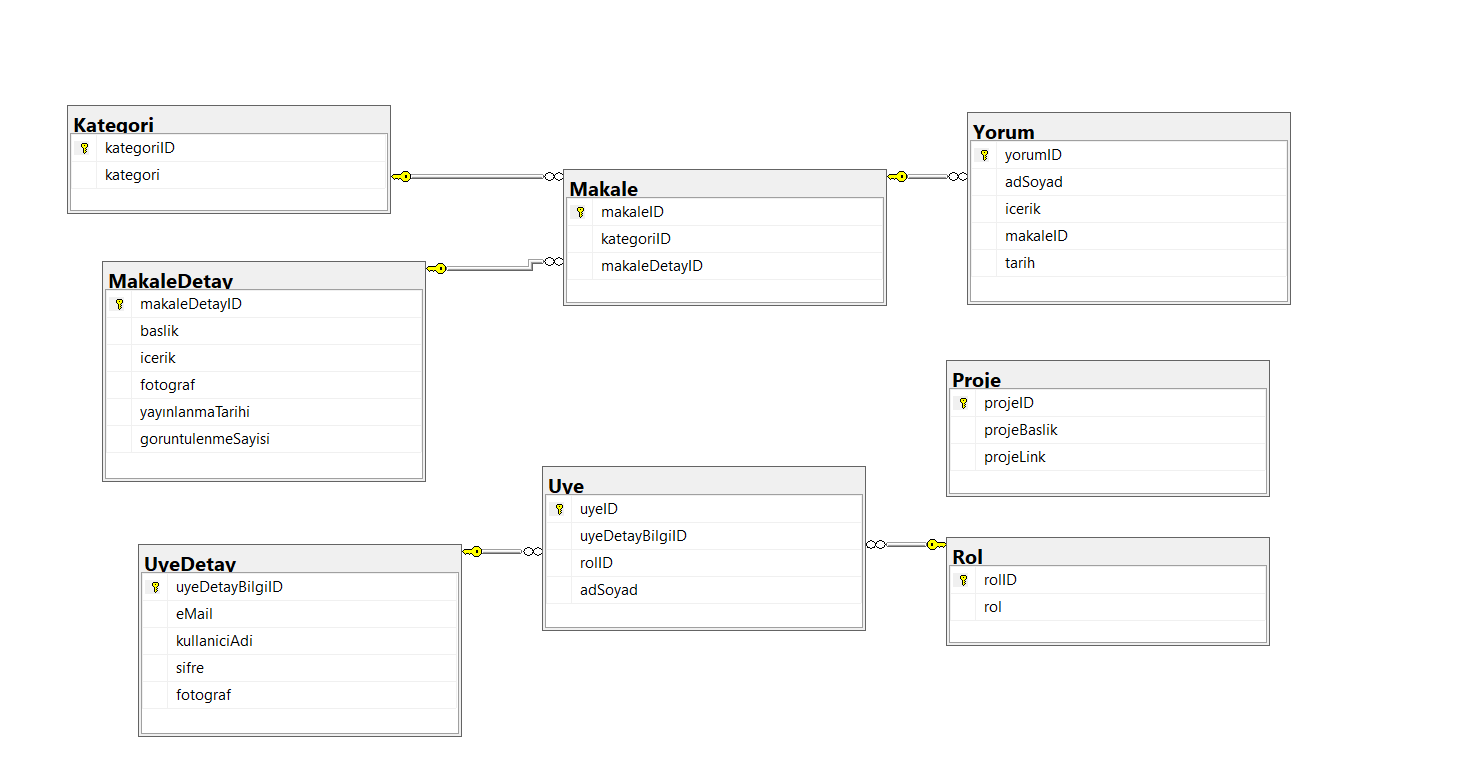 Kategori
kategoriID
kategori
MakaleDetay
makaleDetayID
baslik
icerik
fotograf
yayınlanmaTarihi
goruntulenmeSayisi
Makale
makaleID
kategoriID
makaleDetayID
Yorum
yorumID
adSoyad
icerik
makaleID
tarih
Proje
projeID
projeBaslik
projeLink
UyeDetay
uyeDetayBilgiID
eMail
kullaniciAdi
sifre
fotograf
Uye
uyeID
uyeDetayBilgiID
rolID
adSoyad
Rol
rolID
rol